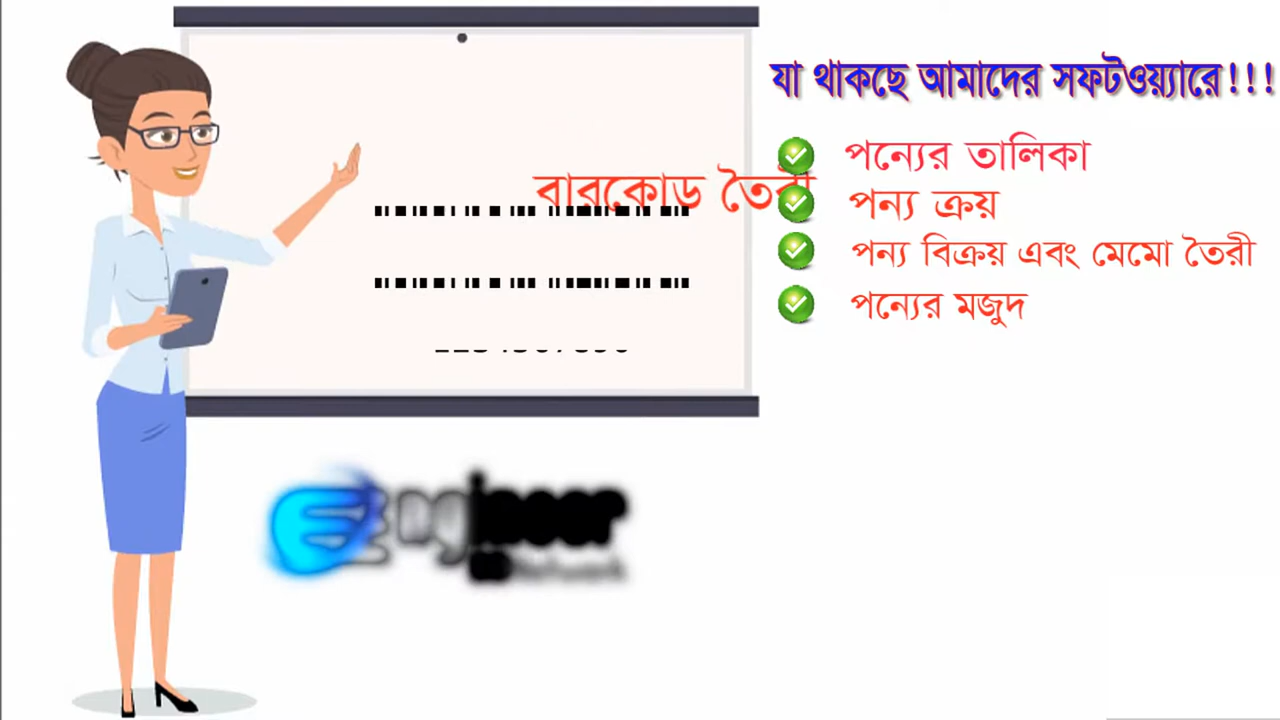 যা থাকছে আমাদের সফটওয়্যারে!!!
পন্যের তালিকা
বারকোড তৈরী
পন্য ক্রয়
পন্য বিক্রয় এবং মেমো তৈরী
পন্যের মজুদ